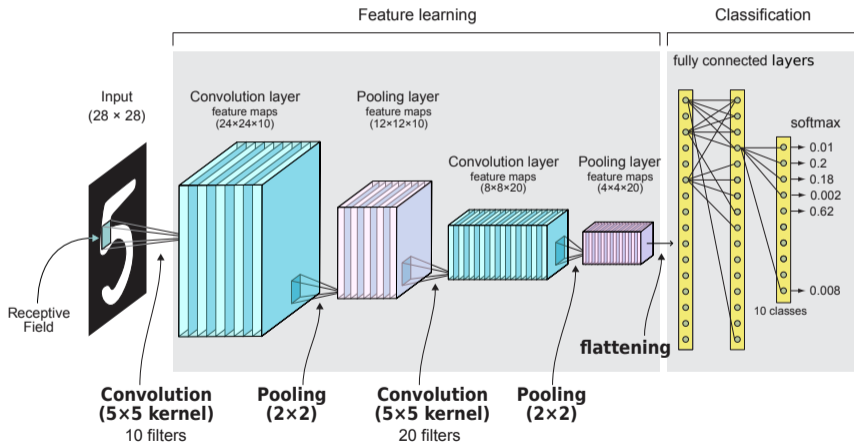 Feature learning
Classification
fully connected layers
Input
(28 × 28)
Convolution layer
feature maps
(24×24×10)
Pooling layer
feature maps
(12×12×10)
Convolution layer
feature maps
(8×8×20)
Pooling layer
feature maps
(4×4×20)
softmax
0.01
0.2
0.18
0.002
0.62
0.008
10 classes
5
Receptive
Field
flattening
Convolution
(5×5 kernel)
10 filters
Pooling
(2×2)
Convolution
(5×5 kernel)
20 filters
Pooling
(2×2)